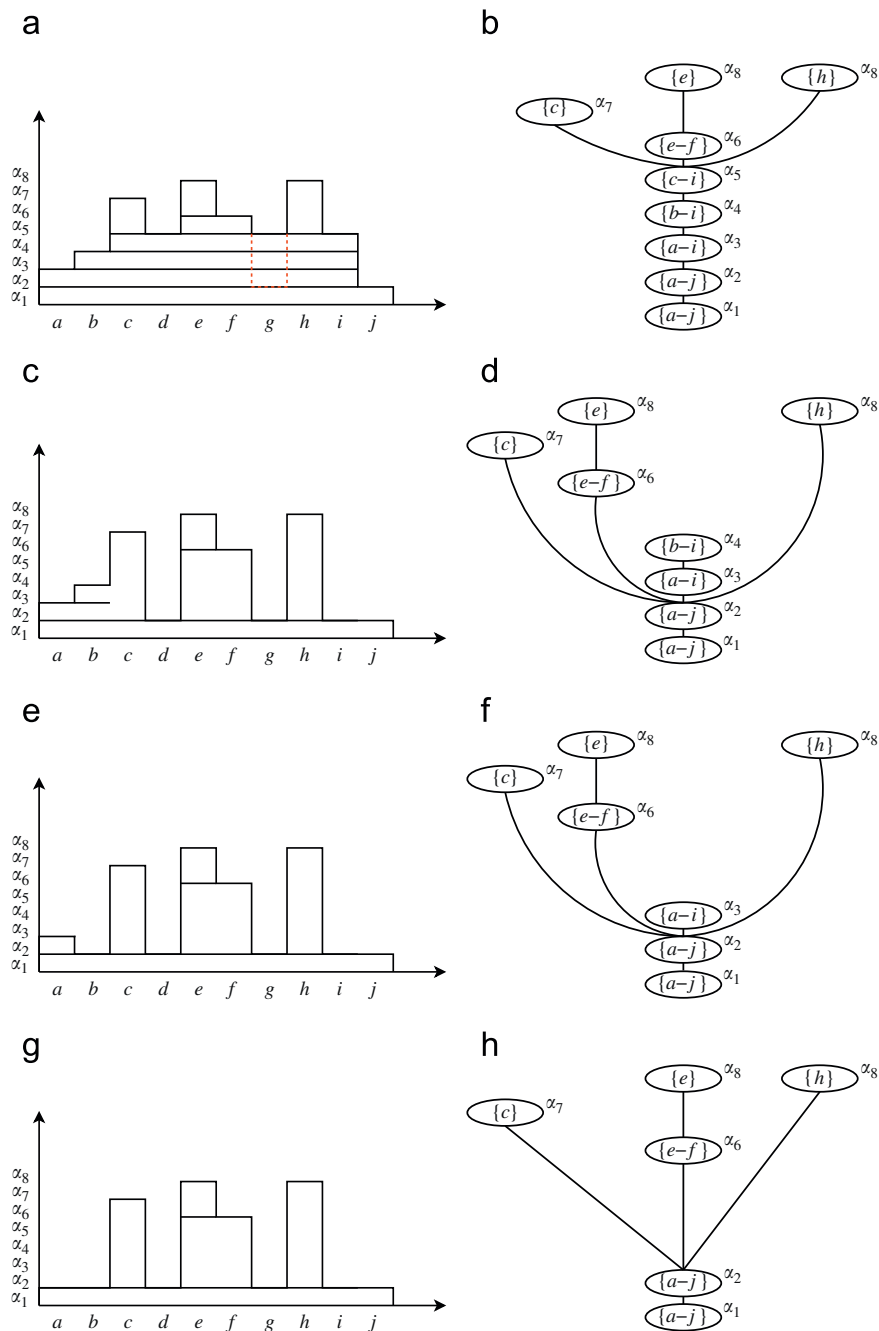 a
α8
α7
α6
α5
α4
α3
α2
α1
a b c d e f g h i j
b
{e} α8
{h} α8
{c} α7
{e–f} α6
{c–i} α5
{b–i} α4
{a–i} α3
{a–j} α2
{a–j} α1
c
α8
α7
α6
α5
α4
α3
α2
α1
a b c d e f g h i j
d
{e} α8
{h} α8
{c} α7
{e–f} α6
{b–i} α4
{a–i} α3
{a–j} α2
{a–j} α1
e
α8
α7
α6
α5
α4
α3
α2
α1
a b c d e f g h i j
f
{e} α8
{h} α8
{c} α7
{e–f} α6
{a–i} α3
{a–j} α2
{a–j} α1
g
α8
α7
α6
α5
α4
α3
α2
α1
a b c d e f g h i j
h
{e} α8
{h} α8
{c} α7
{e–f} α6
{a–j} α2
{a–j} α1